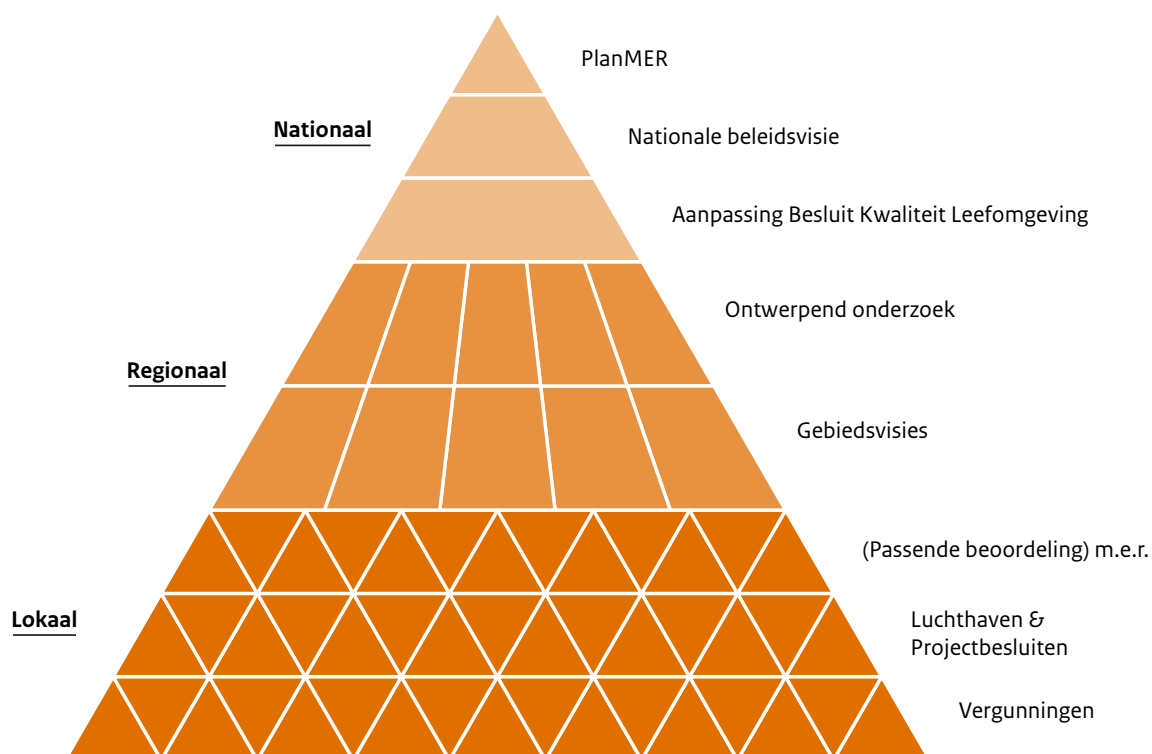 PlanMER
Nationaal
Nationale beleidsvisie
Aanpassing Besluit Kwaliteit Leefomgeving
Ontwerpend onderzoek
Regionaal
Gebiedsvisies
(Passende beoordeling) m.e.r.
Lokaal
Luchthaven &
Projectbesluiten
Vergunningen